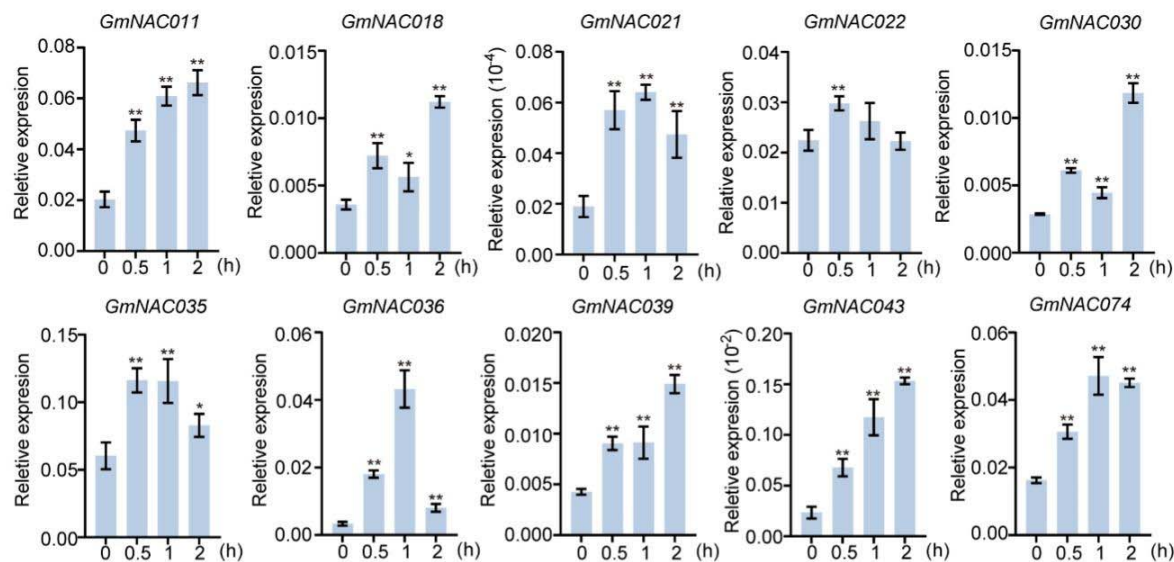 GmNAC011
Reletive expresion
0.08
0.06
0.04
0.02
0.00
**
**
**
0 0.5 1 2 (h)
GmNAC018
Reletive expresion
0.015
0.010
0.005
0.000
**
*
**
0 0.5 1 2 (h)
GmNAC021
Reletive expresion (10⁻⁴)
0.08
0.06
0.04
0.02
0.00
**
**
**
0 0.5 1 2 (h)
GmNAC022
Reletive expresion
0.04
0.03
0.02
0.01
0.00
**
0 0.5 1 2 (h)
GmNAC030
Reletive expresion
0.015
0.010
0.005
0.000
**
**
**
0 0.5 1 2 (h)
GmNAC035
Reletive expresion
0.15
0.10
0.05
0.00
**
**
*
0 0.5 1 2 (h)
GmNAC036
Reletive expresion
0.06
0.04
0.02
0.00
**
**
**
0 0.5 1 2 (h)
GmNAC039
Reletive expresion
0.020
0.015
0.010
0.005
0.000
**
**
**
0 0.5 1 2 (h)
GmNAC043
Reletive expresion (10⁻²)
0.20
0.15
0.10
0.05
0.00
**
**
**
0 0.5 1 2 (h)
GmNAC074
Reletive expresion
0.06
0.04
0.02
0.00
**
**
**
0 0.5 1 2 (h)